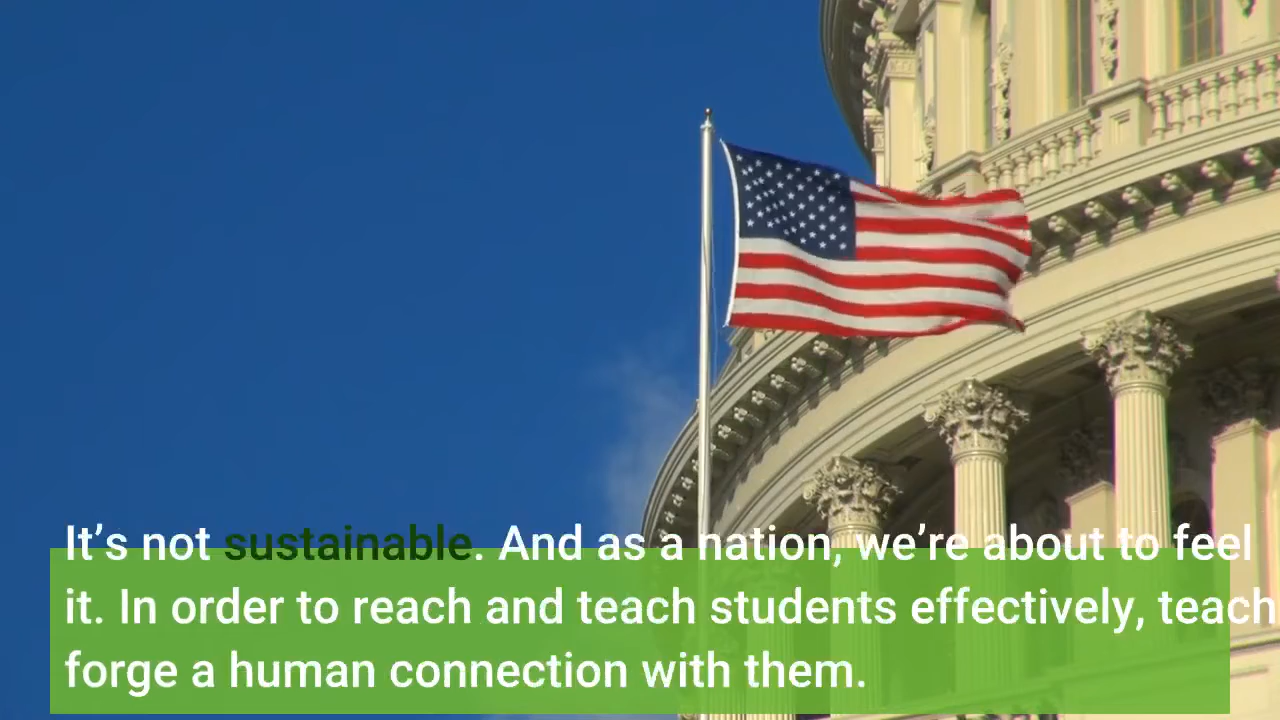 It’s not sustainable. And as a nation, we’re about to feel
it. In order to reach and teach students effectively, teach
forge a human connection with them.